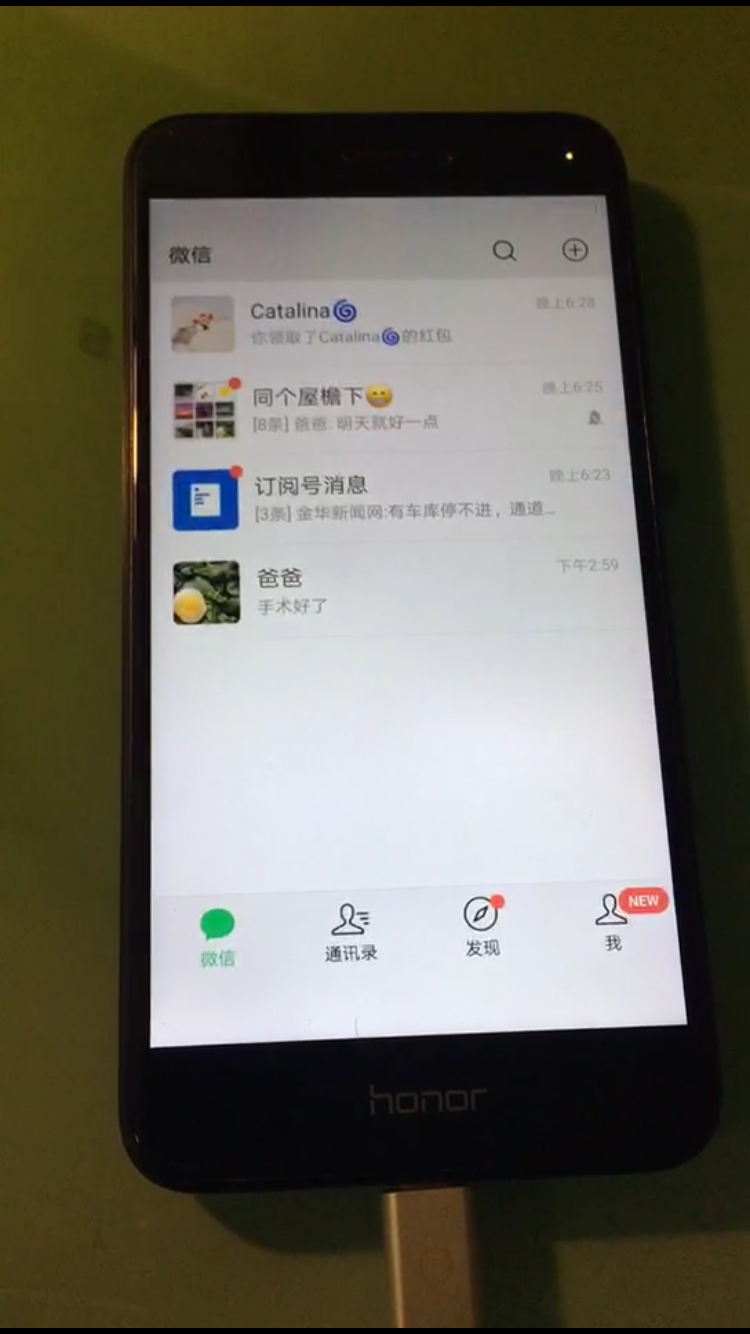 微信
Catalina🌀
晚上6:28
你领取了Catalina🌀的红包
同个屋檐下😄
晚上6:25
[8条] 爸爸: 明天就好一点
订阅号消息
晚上6:23
[3条] 金华新闻网:有车库停不进，通道...
爸爸
下午2:59
手术好了
微信
通讯录
发现
我
NEW
honor